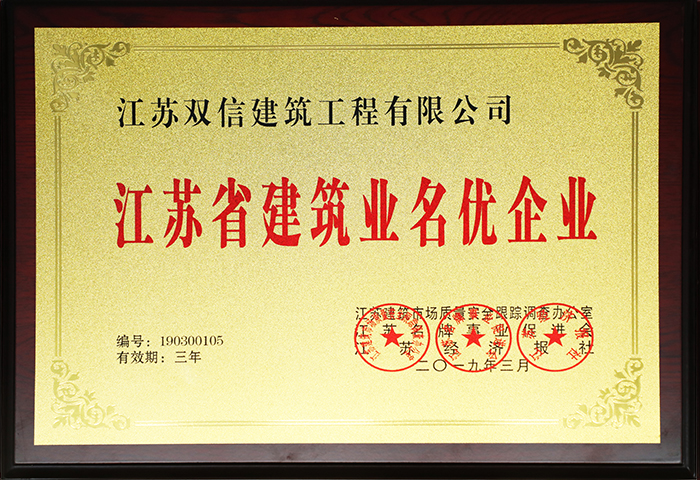 江苏双信建筑工程有限公司
江苏省建筑业名优企业
江苏建筑市场质量安全跟踪调查办公室
江苏名牌事业促进会
江苏经济报社
二〇一九年三月
编号：190300105
有效期：三年